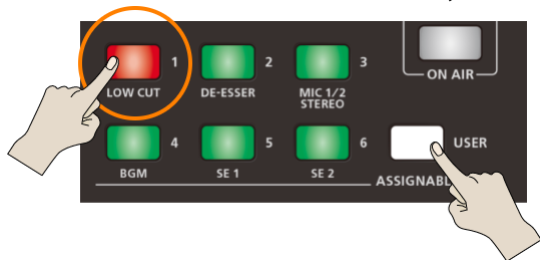 1
2
3
ON AIR
LOW CUT
DE-ESSER
MIC 1/2
STEREO
4
5
6
USER
BGM
SE 1
SE 2